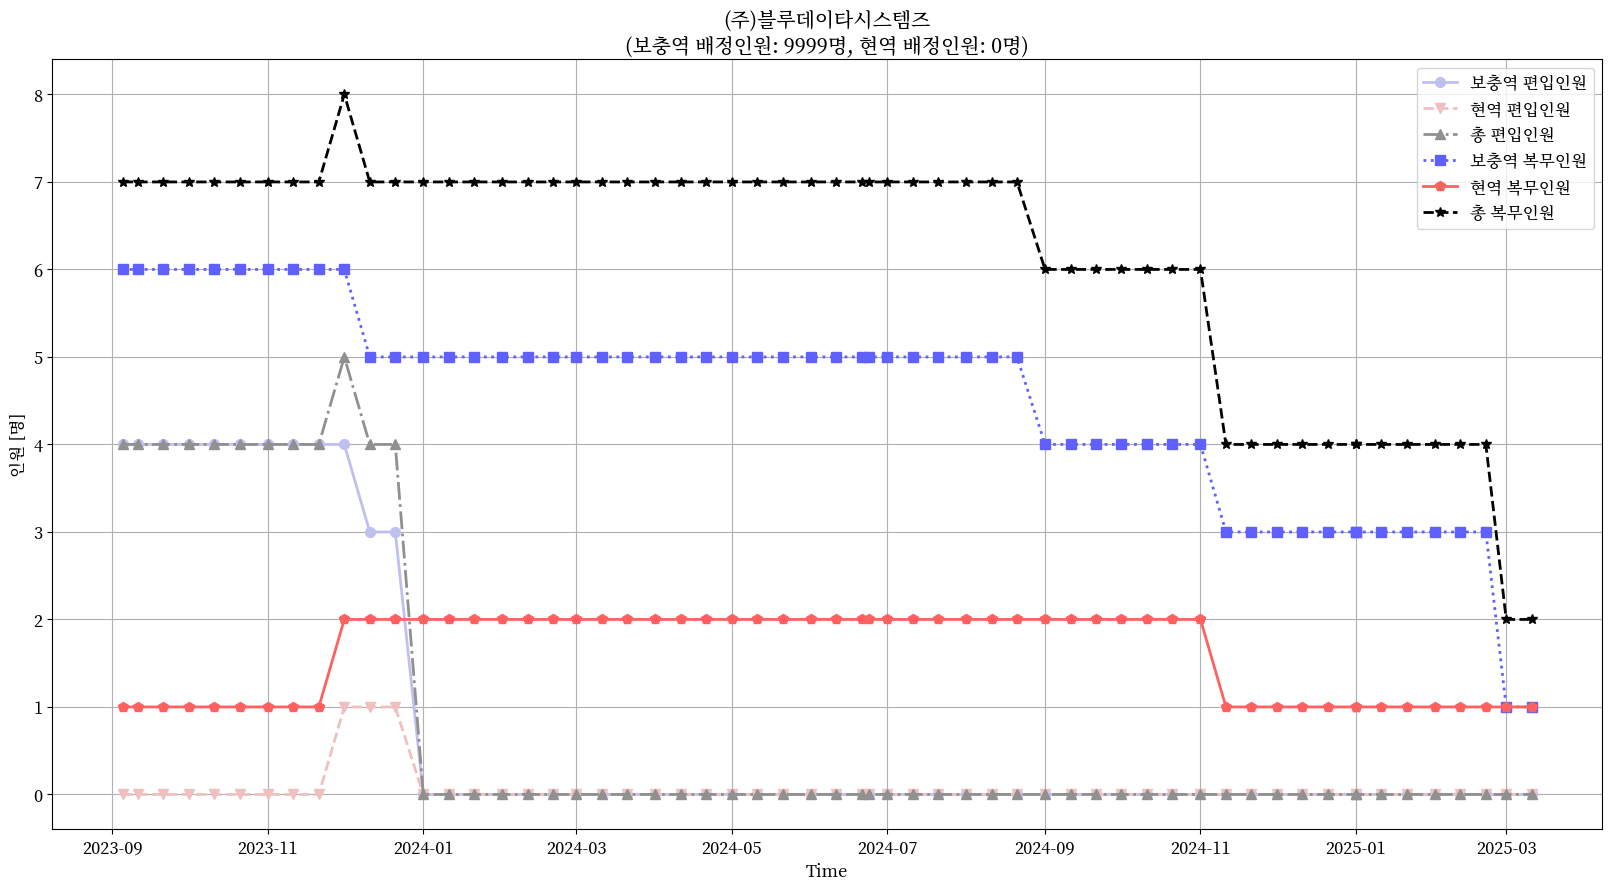 (주)블루데이타시스템즈
(보충역 배정인원: 9999명, 현역 배정인원: 0명)
보충역 편입인원
현역 편입인원
총 편입인원
보충역 복무인원
현역 복무인원
총 복무인원
인원 [명]
8
7
6
5
4
3
2
1
0
2023-09 2023-11 2024-01 2024-03 2024-05 2024-07 2024-09 2024-11 2025-01 2025-03
Time